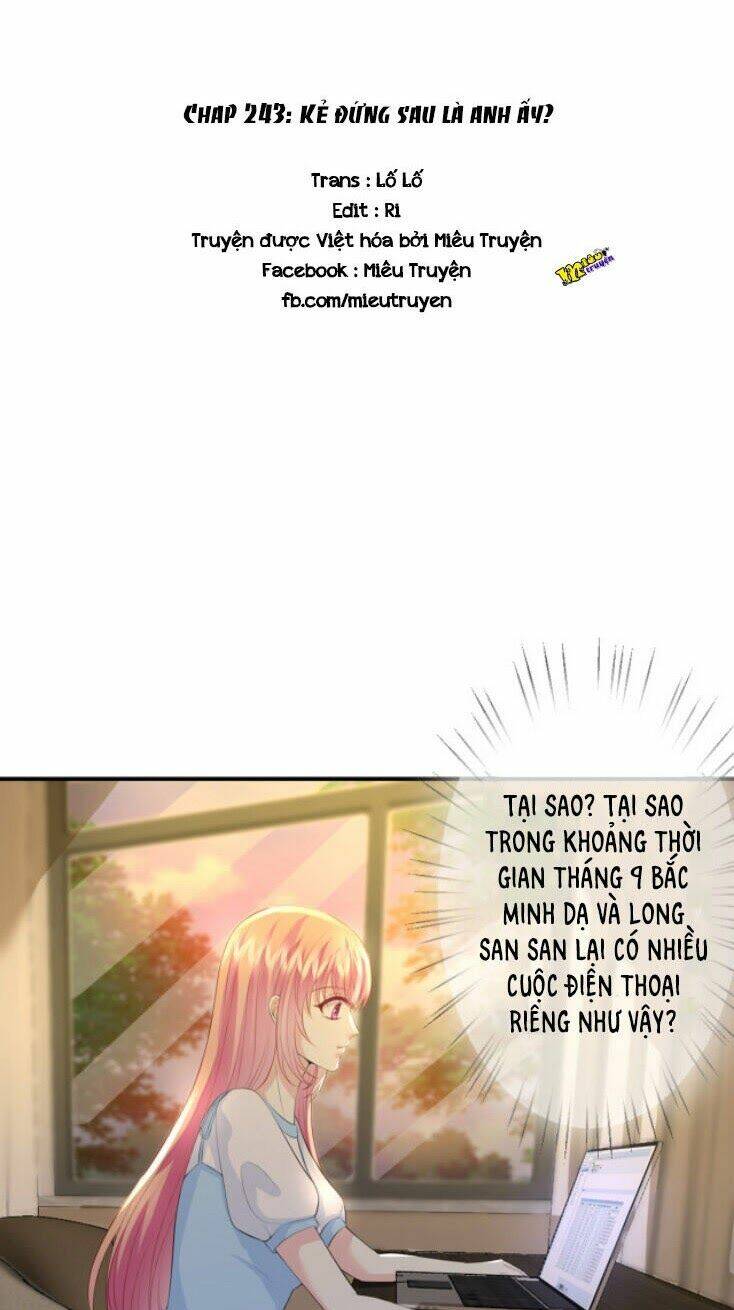 Chap 243: Kẻ đứng sau là anh ấy?
Trans : Lố Lố
Edit : Ri
Truyện được Việt hóa bởi Miêu Truyện
Facebook : Miêu Truyện
fb.com/mieutruyen
Miêu
Truyện
TẠI SAO? TẠI SAO
TRONG KHOẢNG THỜI
GIAN THÁNG 9 BẮC
MINH DẠ VÀ LONG
SAN SAN LẠI CÓ NHIỀU
CUỘC ĐIỆN THOẠI
RIÊNG NHƯ VẬY?